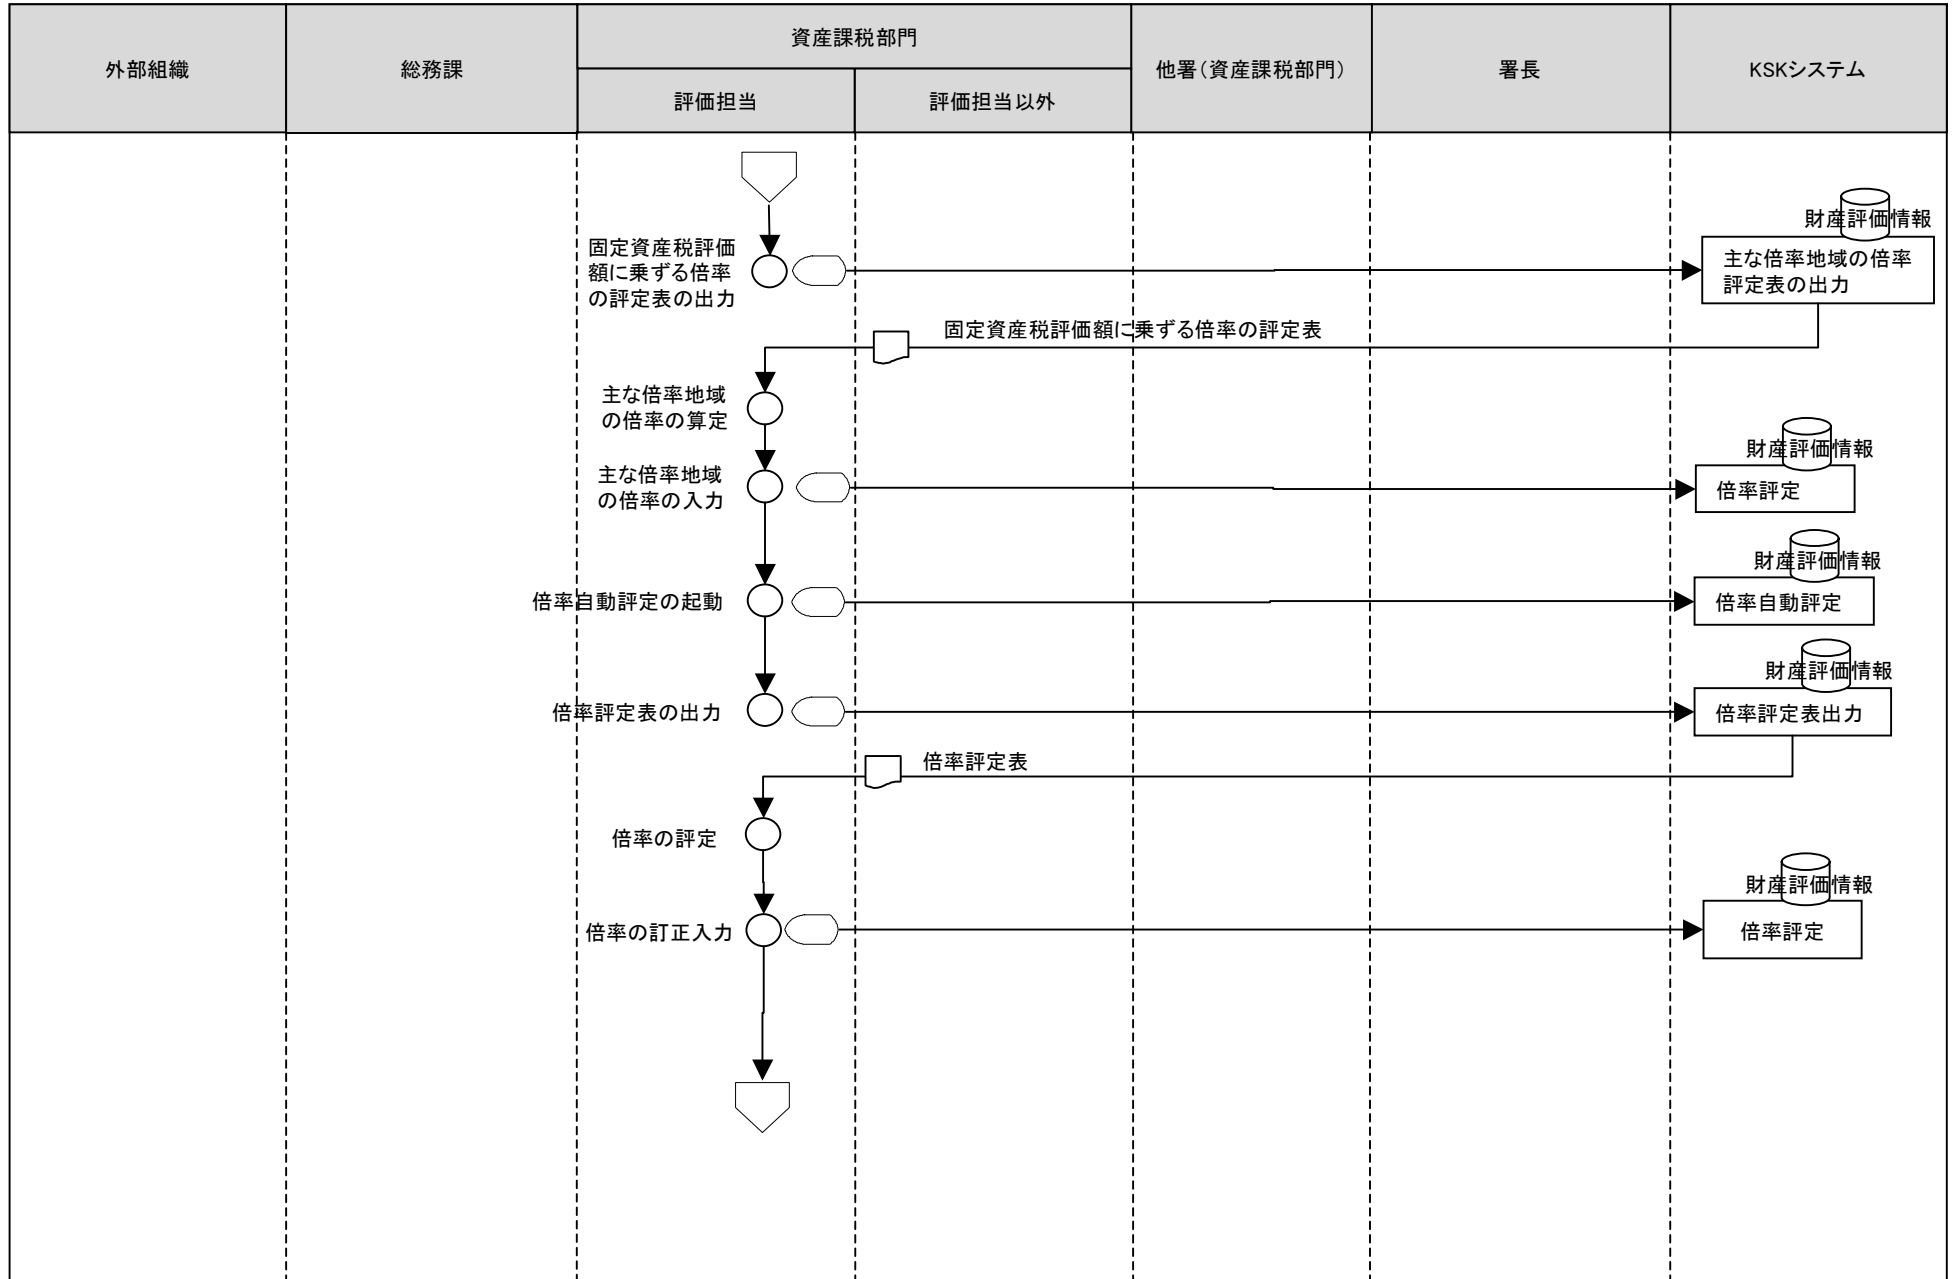 外部組織
総務課
資産課税部門
評価担当
評価担当以外
他署（資産課税部門）
署長
KSKシステム
固定資産税評価
額に乗ずる倍率
の評定表の出力
財産評価情報
主な倍率地域の倍率
評定表の出力
固定資産税評価額に乗ずる倍率の評定表
主な倍率地域
の倍率の算定
主な倍率地域
の倍率の入力
財産評価情報
倍率評定
倍率自動評定の起動
財産評価情報
倍率自動評定
倍率評定表の出力
財産評価情報
倍率評定表出力
倍率評定表
倍率の評定
倍率の訂正入力
財産評価情報
倍率評定